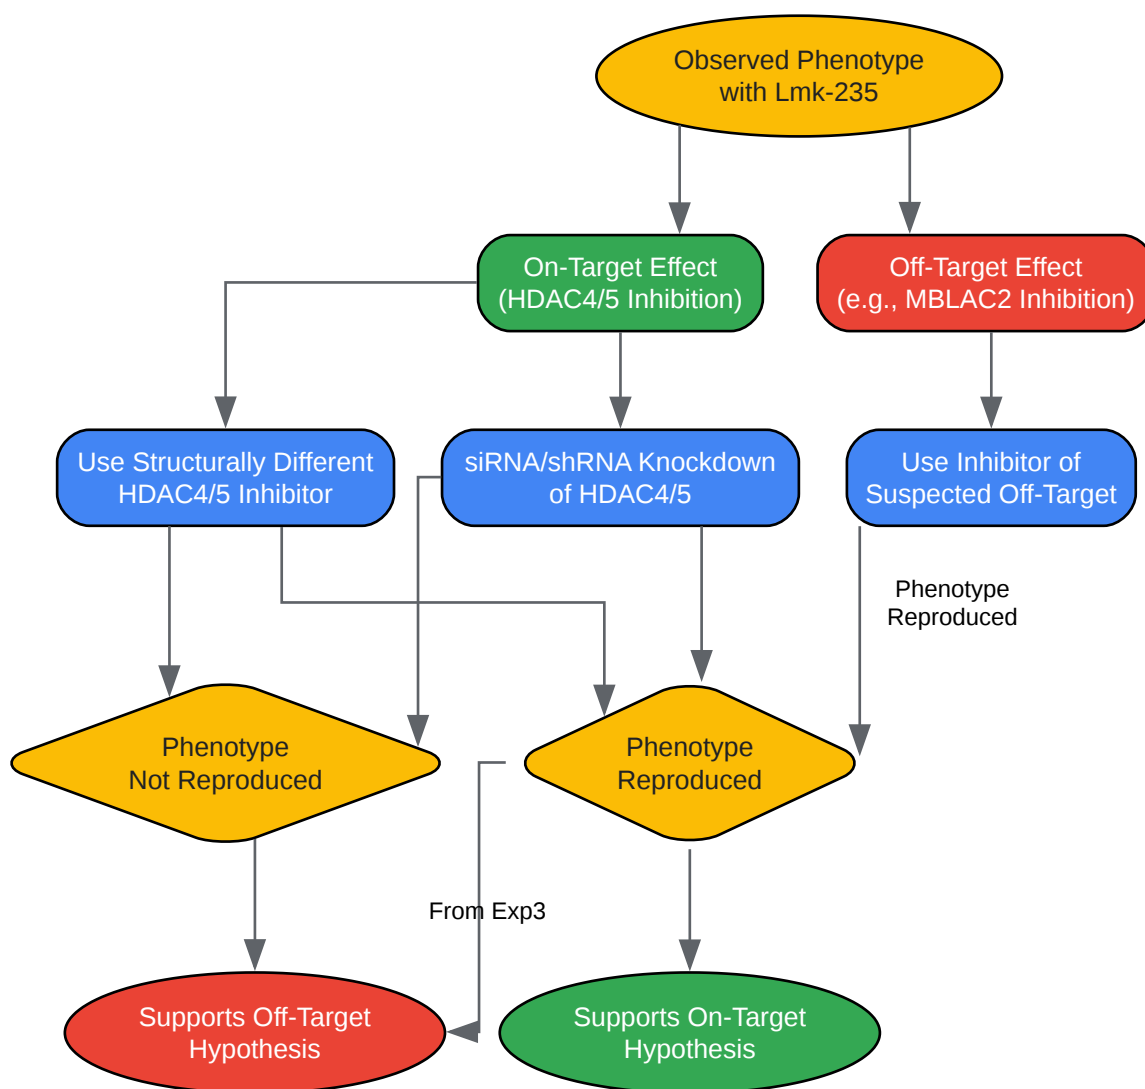 Observed Phenotype
with Lmk-235
On-Target Effect
(HDAC4/5 Inhibition)
Off-Target Effect
(e.g., MBLAC2 Inhibition)
Use Structurally Different
HDAC4/5 Inhibitor
siRNA/shRNA Knockdown
of HDAC4/5
Use Inhibitor of
Suspected Off-Target
Phenotype
Reproduced
Phenotype
Not Reproduced
Phenotype
Reproduced
From Exp3
Supports Off-Target
Hypothesis
Supports On-Target
Hypothesis